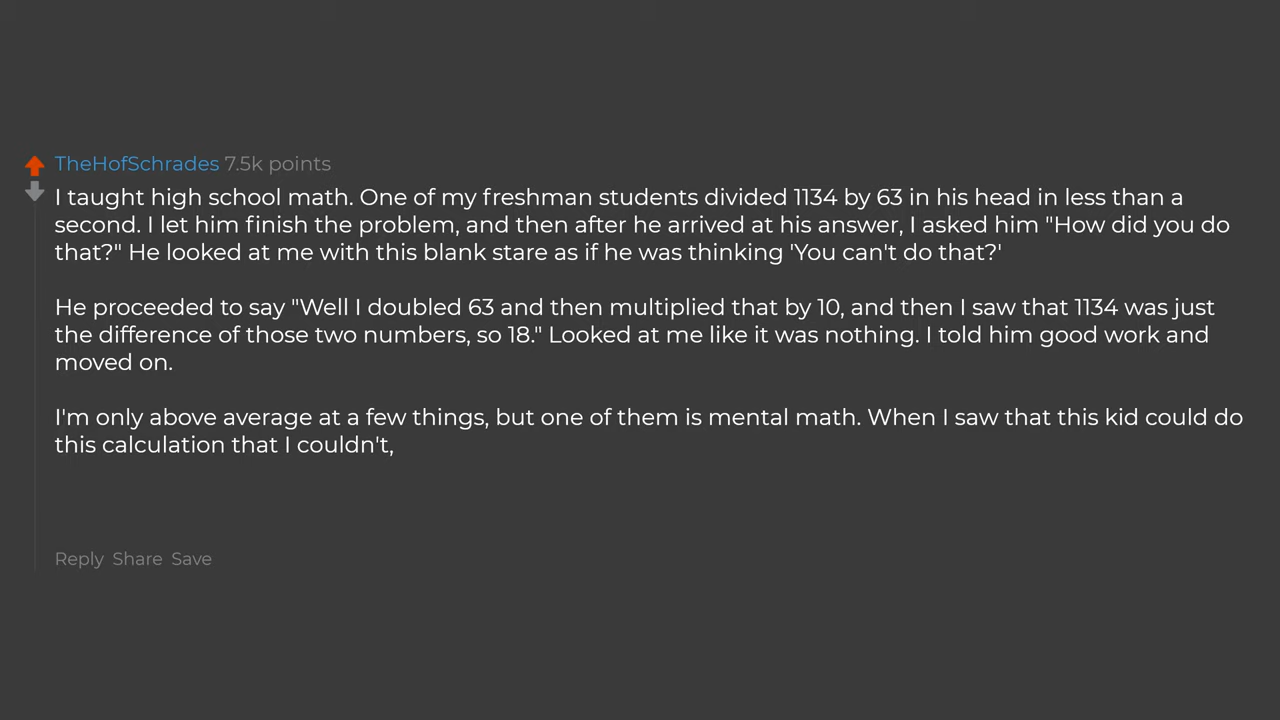 TheHofSchrades 7.5k points
I taught high school math. One of my freshman students divided 1134 by 63 in his head in less than a
second. I let him finish the problem, and then after he arrived at his answer, I asked him "How did you do
that?" He looked at me with this blank stare as if he was thinking 'You can't do that?'
He proceeded to say "Well I doubled 63 and then multiplied that by 10, and then I saw that 1134 was just
the difference of those two numbers, so 18." Looked at me like it was nothing. I told him good work and
moved on.
I'm only above average at a few things, but one of them is mental math. When I saw that this kid could do
this calculation that I couldn't,
Reply Share Save